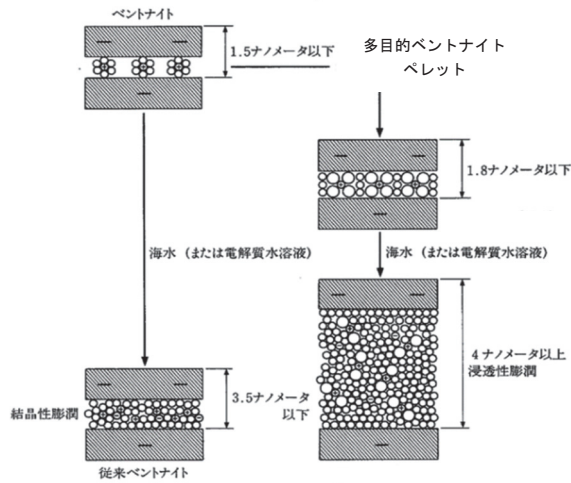 ベントナイト
1.5ナノメータ以下
多目的ベントナイト
ペレット
1.8ナノメータ以下
海水（または電解質水溶液）
海水（または電解質水溶液）
4ナノメータ以上
浸透性膨潤
結晶性膨潤
3.5ナノメータ
以下
従来ベントナイト